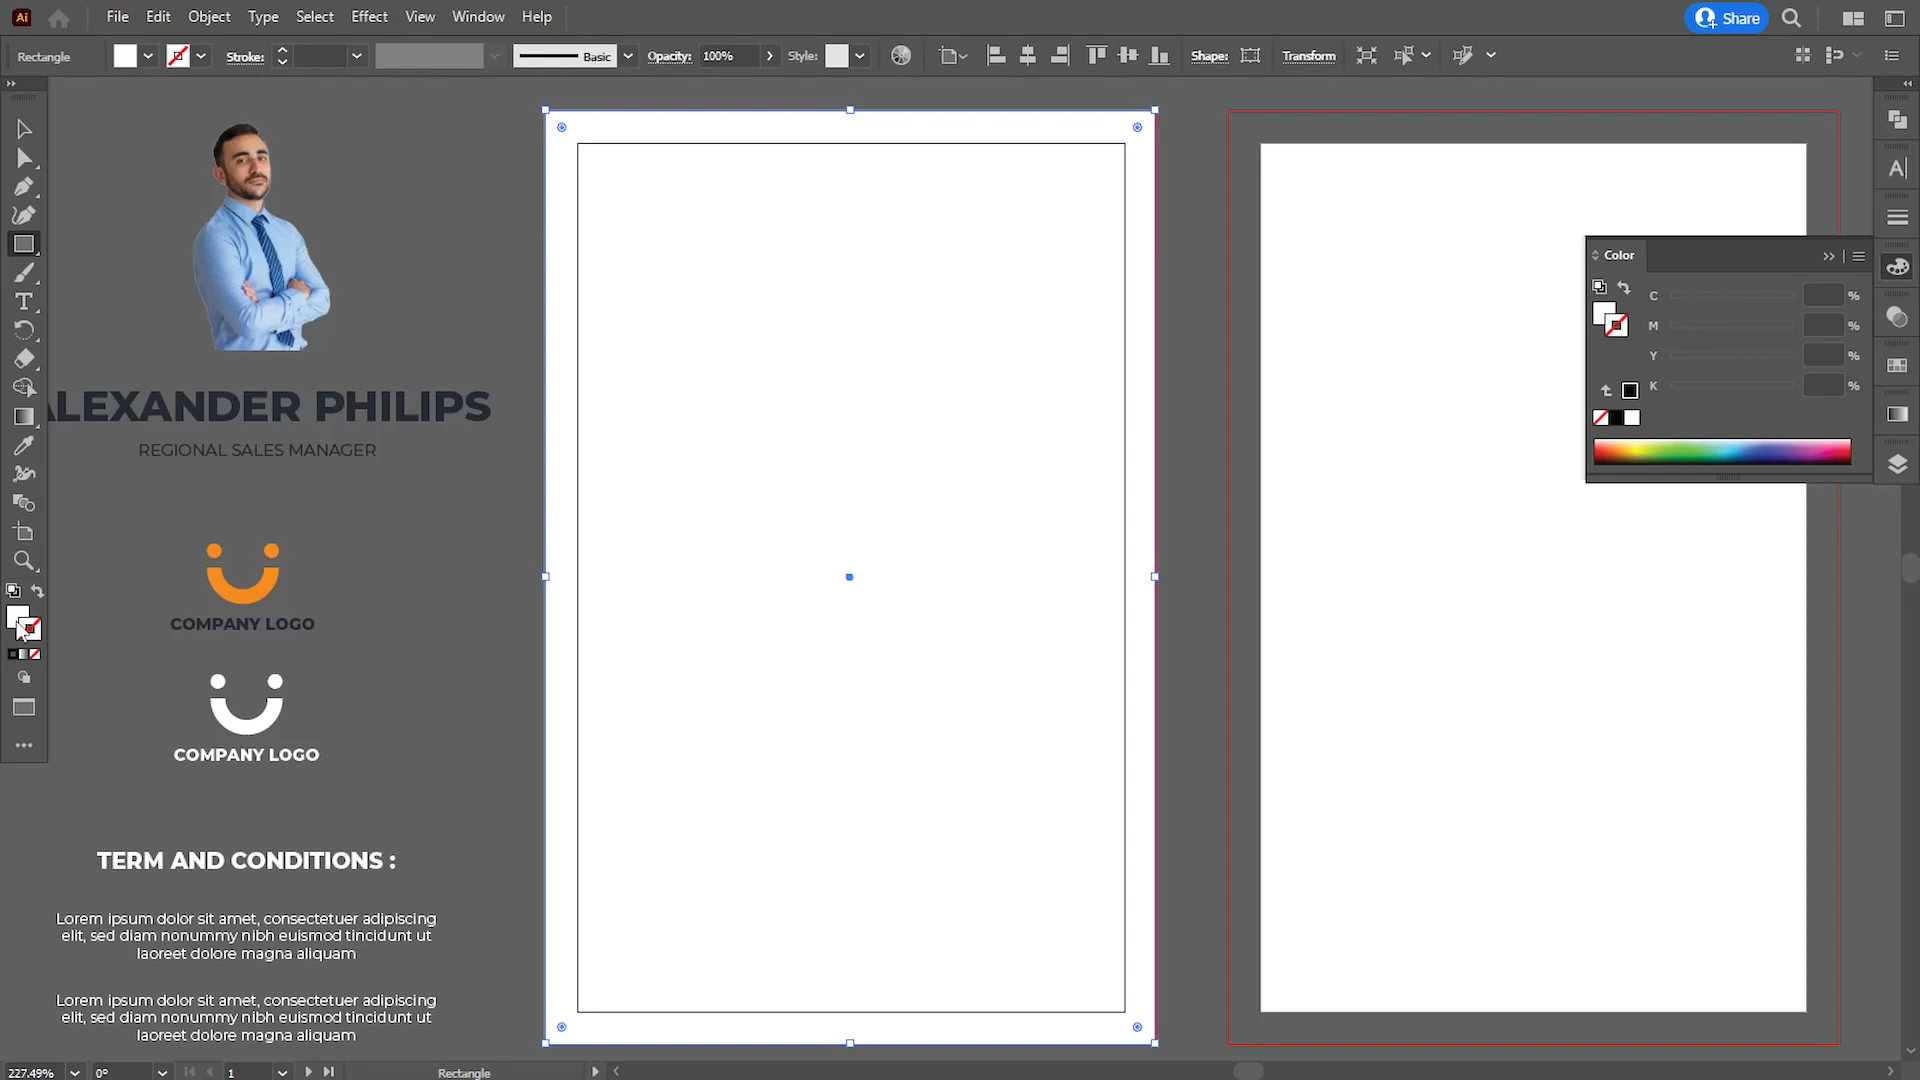 Ai File Edit Object Type Select Effect View Window Help Share
Rectangle Stroke: Basic Opacity: 100% Style: Shape: Transform
Color
C %
M %
Y %
K %
ALEXANDER PHILIPS
REGIONAL SALES MANAGER
COMPANY LOGO
COMPANY LOGO
TERM AND CONDITIONS :
Lorem ipsum dolor sit amet, consectetuer adipiscing
elit, sed diam nonummy nibh euismod tincidunt ut
laoreet dolore magna aliquam
Lorem ipsum dolor sit amet, consectetuer adipiscing
elit, sed diam nonummy nibh euismod tincidunt ut
laoreet dolore magna aliquam
227.49% 0° 1 Rectangle